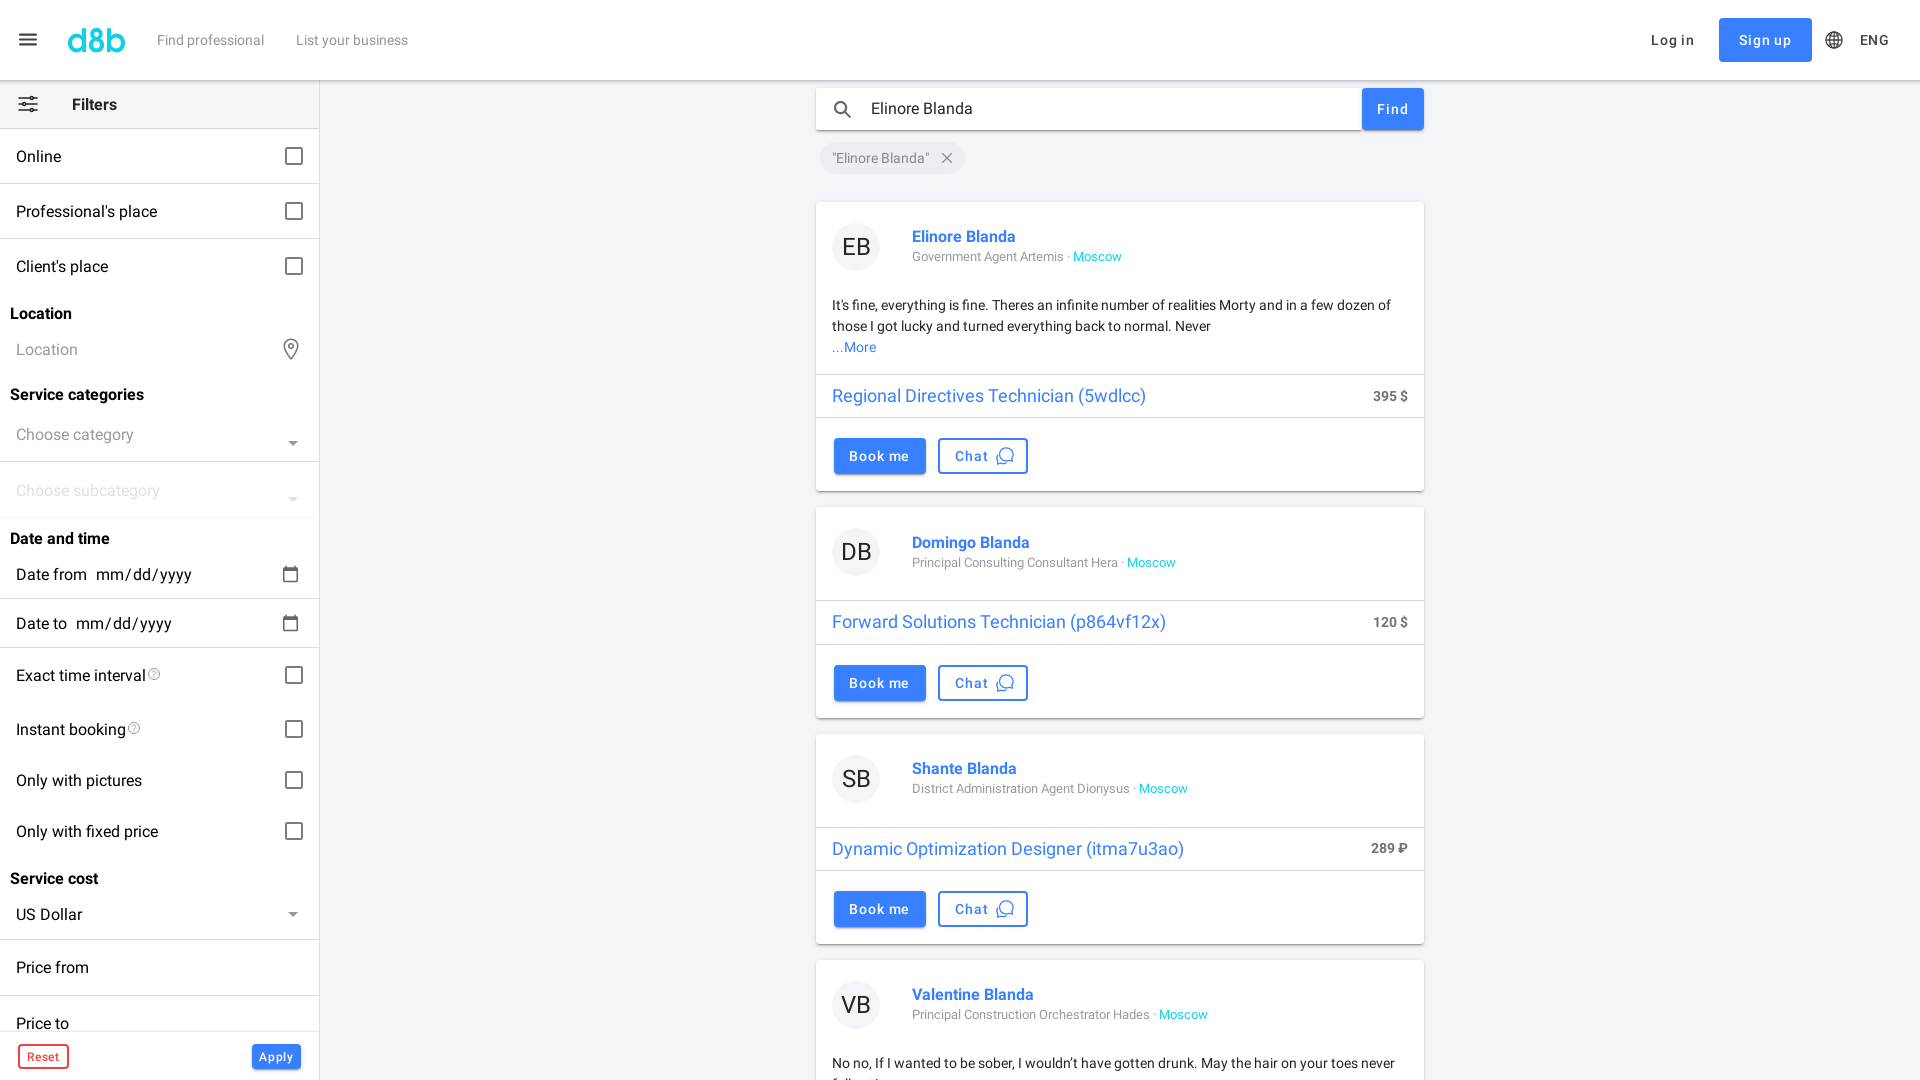 d8b
Find professional
List your business
Log in
Sign up
ENG
Filters
Online
Professional's place
Client's place
Location
Location
Service categories
Choose category
Choose subcategory
Date and time
Date from mm/dd/yyyy
Date to mm/dd/yyyy
Exact time interval
Instant booking
Only with pictures
Only with fixed price
Service cost
US Dollar
Price from
Price to
Reset
Apply
Elinore Blanda
Find
"Elinore Blanda"
EB
Elinore Blanda
Government Agent Artemis · Moscow
It's fine, everything is fine. Theres an infinite number of realities Morty and in a few dozen of
those I got lucky and turned everything back to normal. Never
...More
Regional Directives Technician (5wdlcc)
395 $
Book me
Chat
DB
Domingo Blanda
Principal Consulting Consultant Hera · Moscow
Forward Solutions Technician (p864vf12x)
120 $
Book me
Chat
SB
Shante Blanda
District Administration Agent Dionysus · Moscow
Dynamic Optimization Designer (itma7u3ao)
289 ₽
Book me
Chat
VB
Valentine Blanda
Principal Construction Orchestrator Hades · Moscow
No no, If I wanted to be sober, I wouldn’t have gotten drunk. May the hair on your toes never